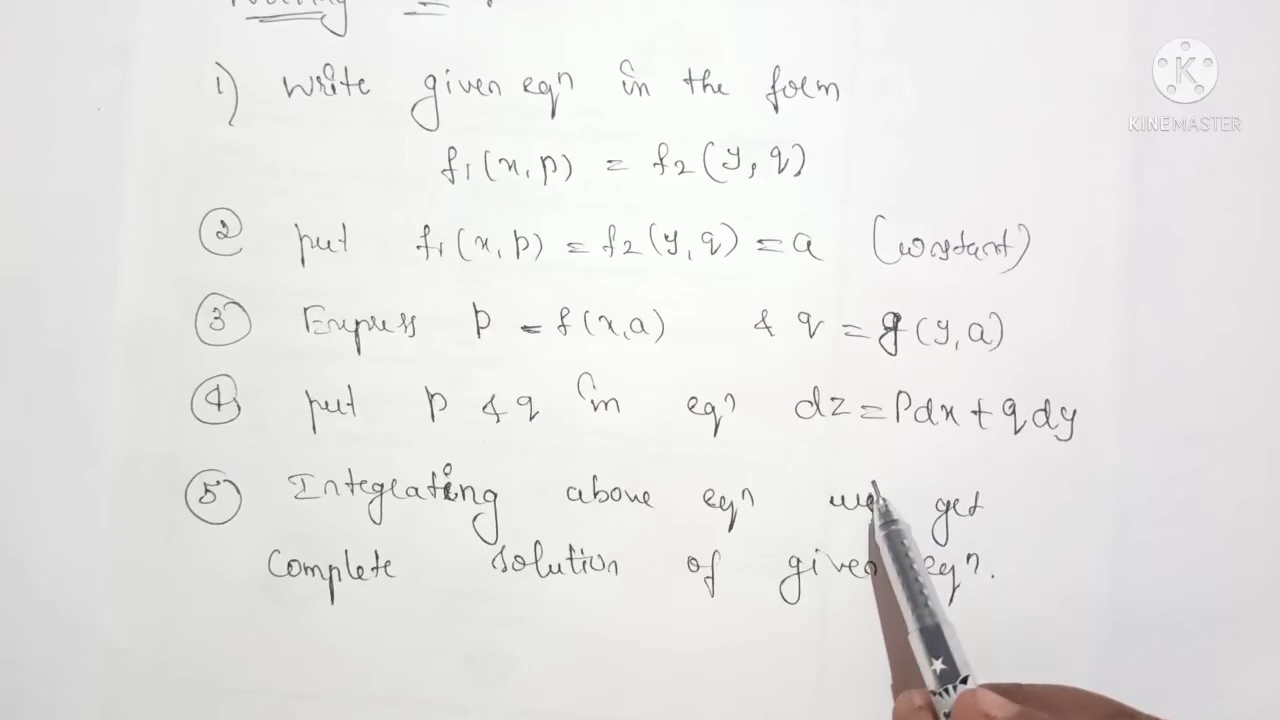 1) Write given eqn in the form
f1(x, p) = f2(y, q)
② put f1(x, p) = f2(y, q) = a (constant)
③ Express p = f(x, a) & q = g(y, a)
④ put p & q in eqn dz = pdx + qdy
⑤ Integrating above eqn we get
complete solution of given eqn.
K
KINEMASTER